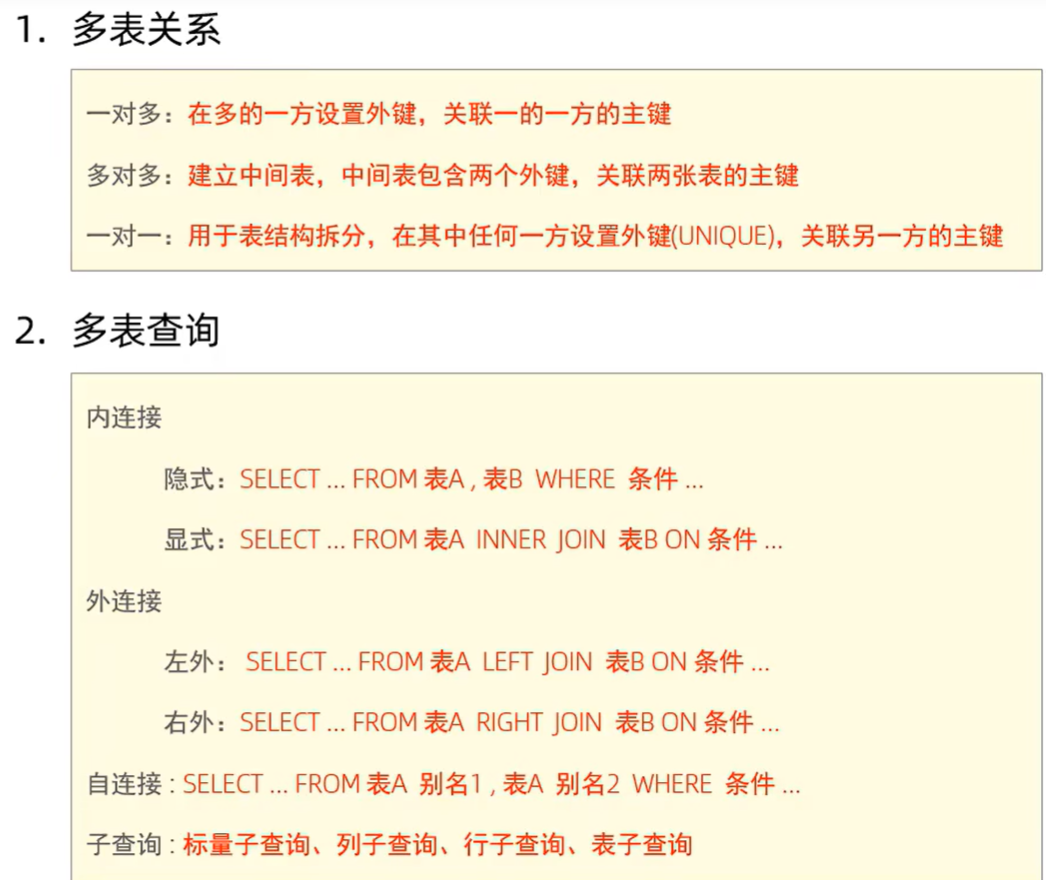 1. 多表关系
一对多：在多的一方设置外键，关联一的一方的主键
多对多：建立中间表，中间表包含两个外键，关联两张表的主键
一对一：用于表结构拆分，在其中任何一方设置外键(UNIQUE)，关联另一方的主键
2. 多表查询
内连接
隐式：SELECT ... FROM 表A , 表B WHERE 条件 ...
显式：SELECT ... FROM 表A INNER JOIN 表B ON 条件 ...
外连接
左外： SELECT ... FROM 表A LEFT JOIN 表B ON 条件 ...
右外：SELECT ... FROM 表A RIGHT JOIN 表B ON 条件 ...
自连接 : SELECT ... FROM 表A 别名1 , 表A 别名2 WHERE 条件 ...
子查询 : 标量子查询、列子查询、行子查询、表子查询